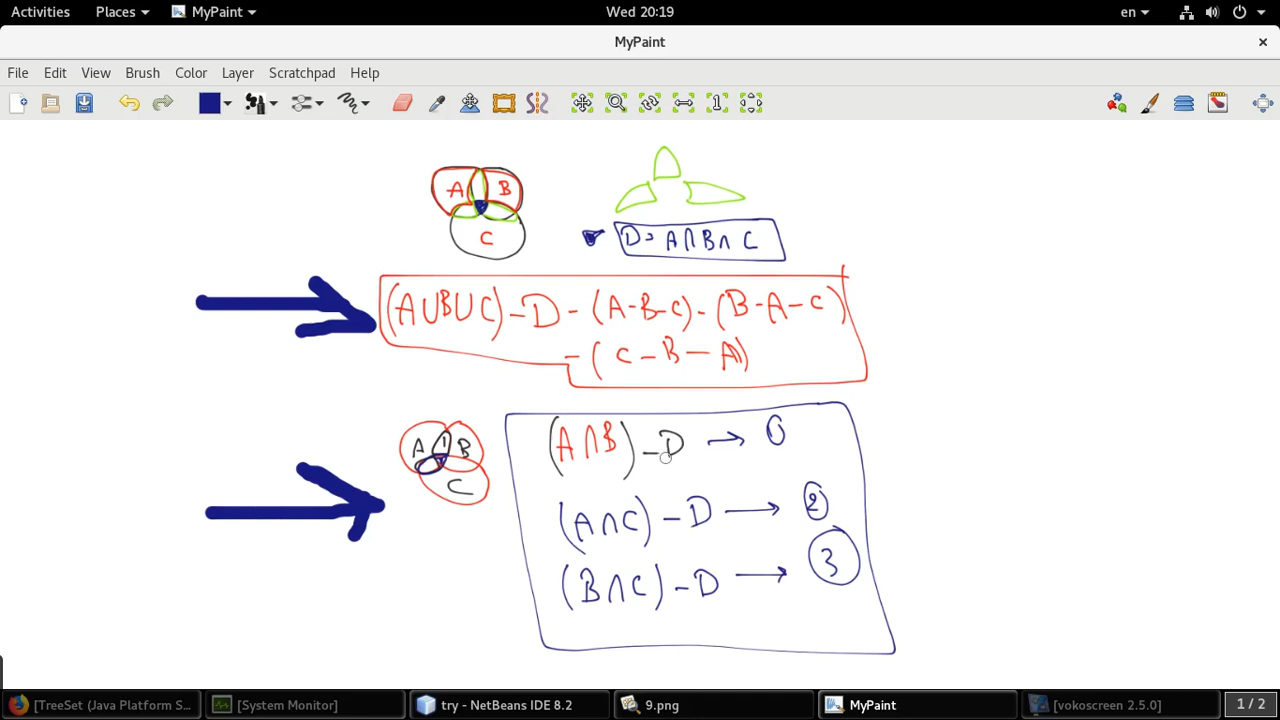 Activities Places MyPaint Wed 20:19 en
MyPaint
File Edit View Brush Color Layer Scratchpad Help
A B
C
D = A ∩ B ∩ C
(A∪B∪C) - D - (A-B-C) - (B-A-C)
- (C-B-A)
A 1 B
C
(A∩B) - D → 1
(A∩C) - D → 2
(B∩C) - D → 3
[TreeSet (Java Platform S... [System Monitor] try - NetBeans IDE 8.2 9.png MyPaint [vokoscreen 2.5.0] 1 / 2